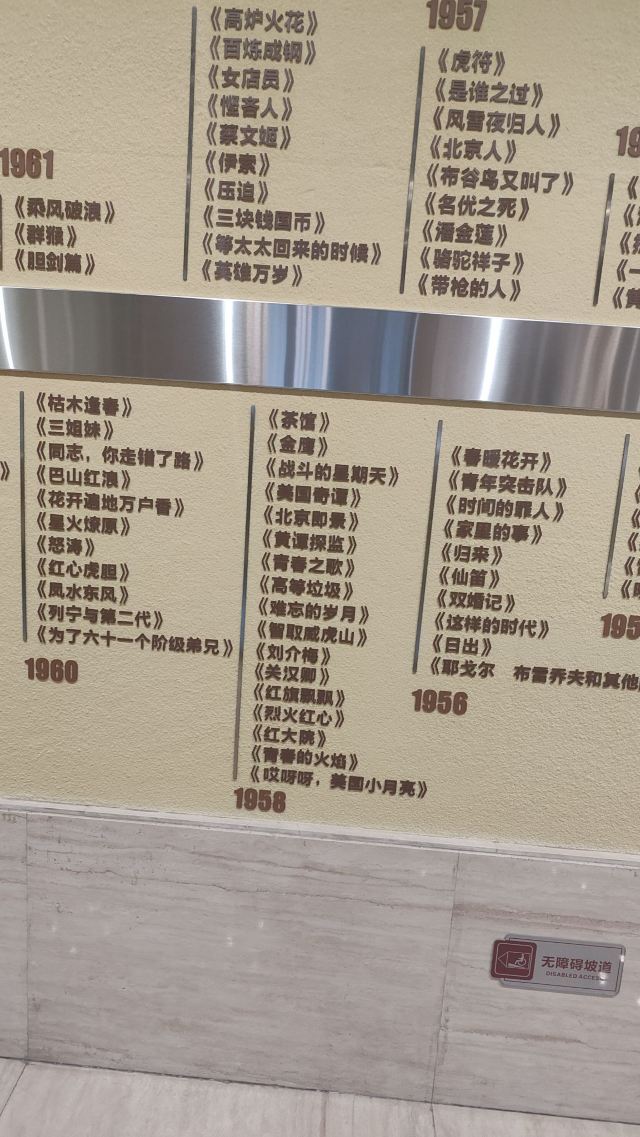 1961
《乘风破浪》
《群猴》
《胆剑篇》
《高炉火花》
《百炼成钢》
《女店员》
《悭吝人》
《蔡文姬》
《伊索》
《压迫》
《三块钱国币》
《等太太回来的时候》
《英雄万岁》
1957
《虎符》
《是谁之过》
《风雪夜归人》
《北京人》
《布谷鸟又叫了》
《名优之死》
《潘金莲》
《骆驼祥子》
《带枪的人》
《枯木逢春》
《三姐妹》
《同志，你走错了路》
《巴山红浪》
《花开遍地万户香》
《星火燎原》
《怒涛》
《红心虎胆》
《凤水东风》
《列宁与第二代》
《为了六十一个阶级弟兄》
1960
《茶馆》
《金鹰》
《战斗的星期天》
《美国奇谭》
《北京即景》
《黄谭探监》
《青春之歌》
《高等垃圾》
《难忘的岁月》
《智取威虎山》
《刘介梅》
《关汉卿》
《红旗飘飘》
《烈火红心》
《红大院》
《青春的火焰》
《哎呀呀，美国小月亮》
1958
《春暖花开》
《青年突击队》
《时间的罪人》
《家里的事》
《归来》
《仙笛》
《双婚记》
《这样的时代》
《日出》
《耶戈尔 布雷乔夫和其他
1956
无障碍坡道
DISABLED ACCESS